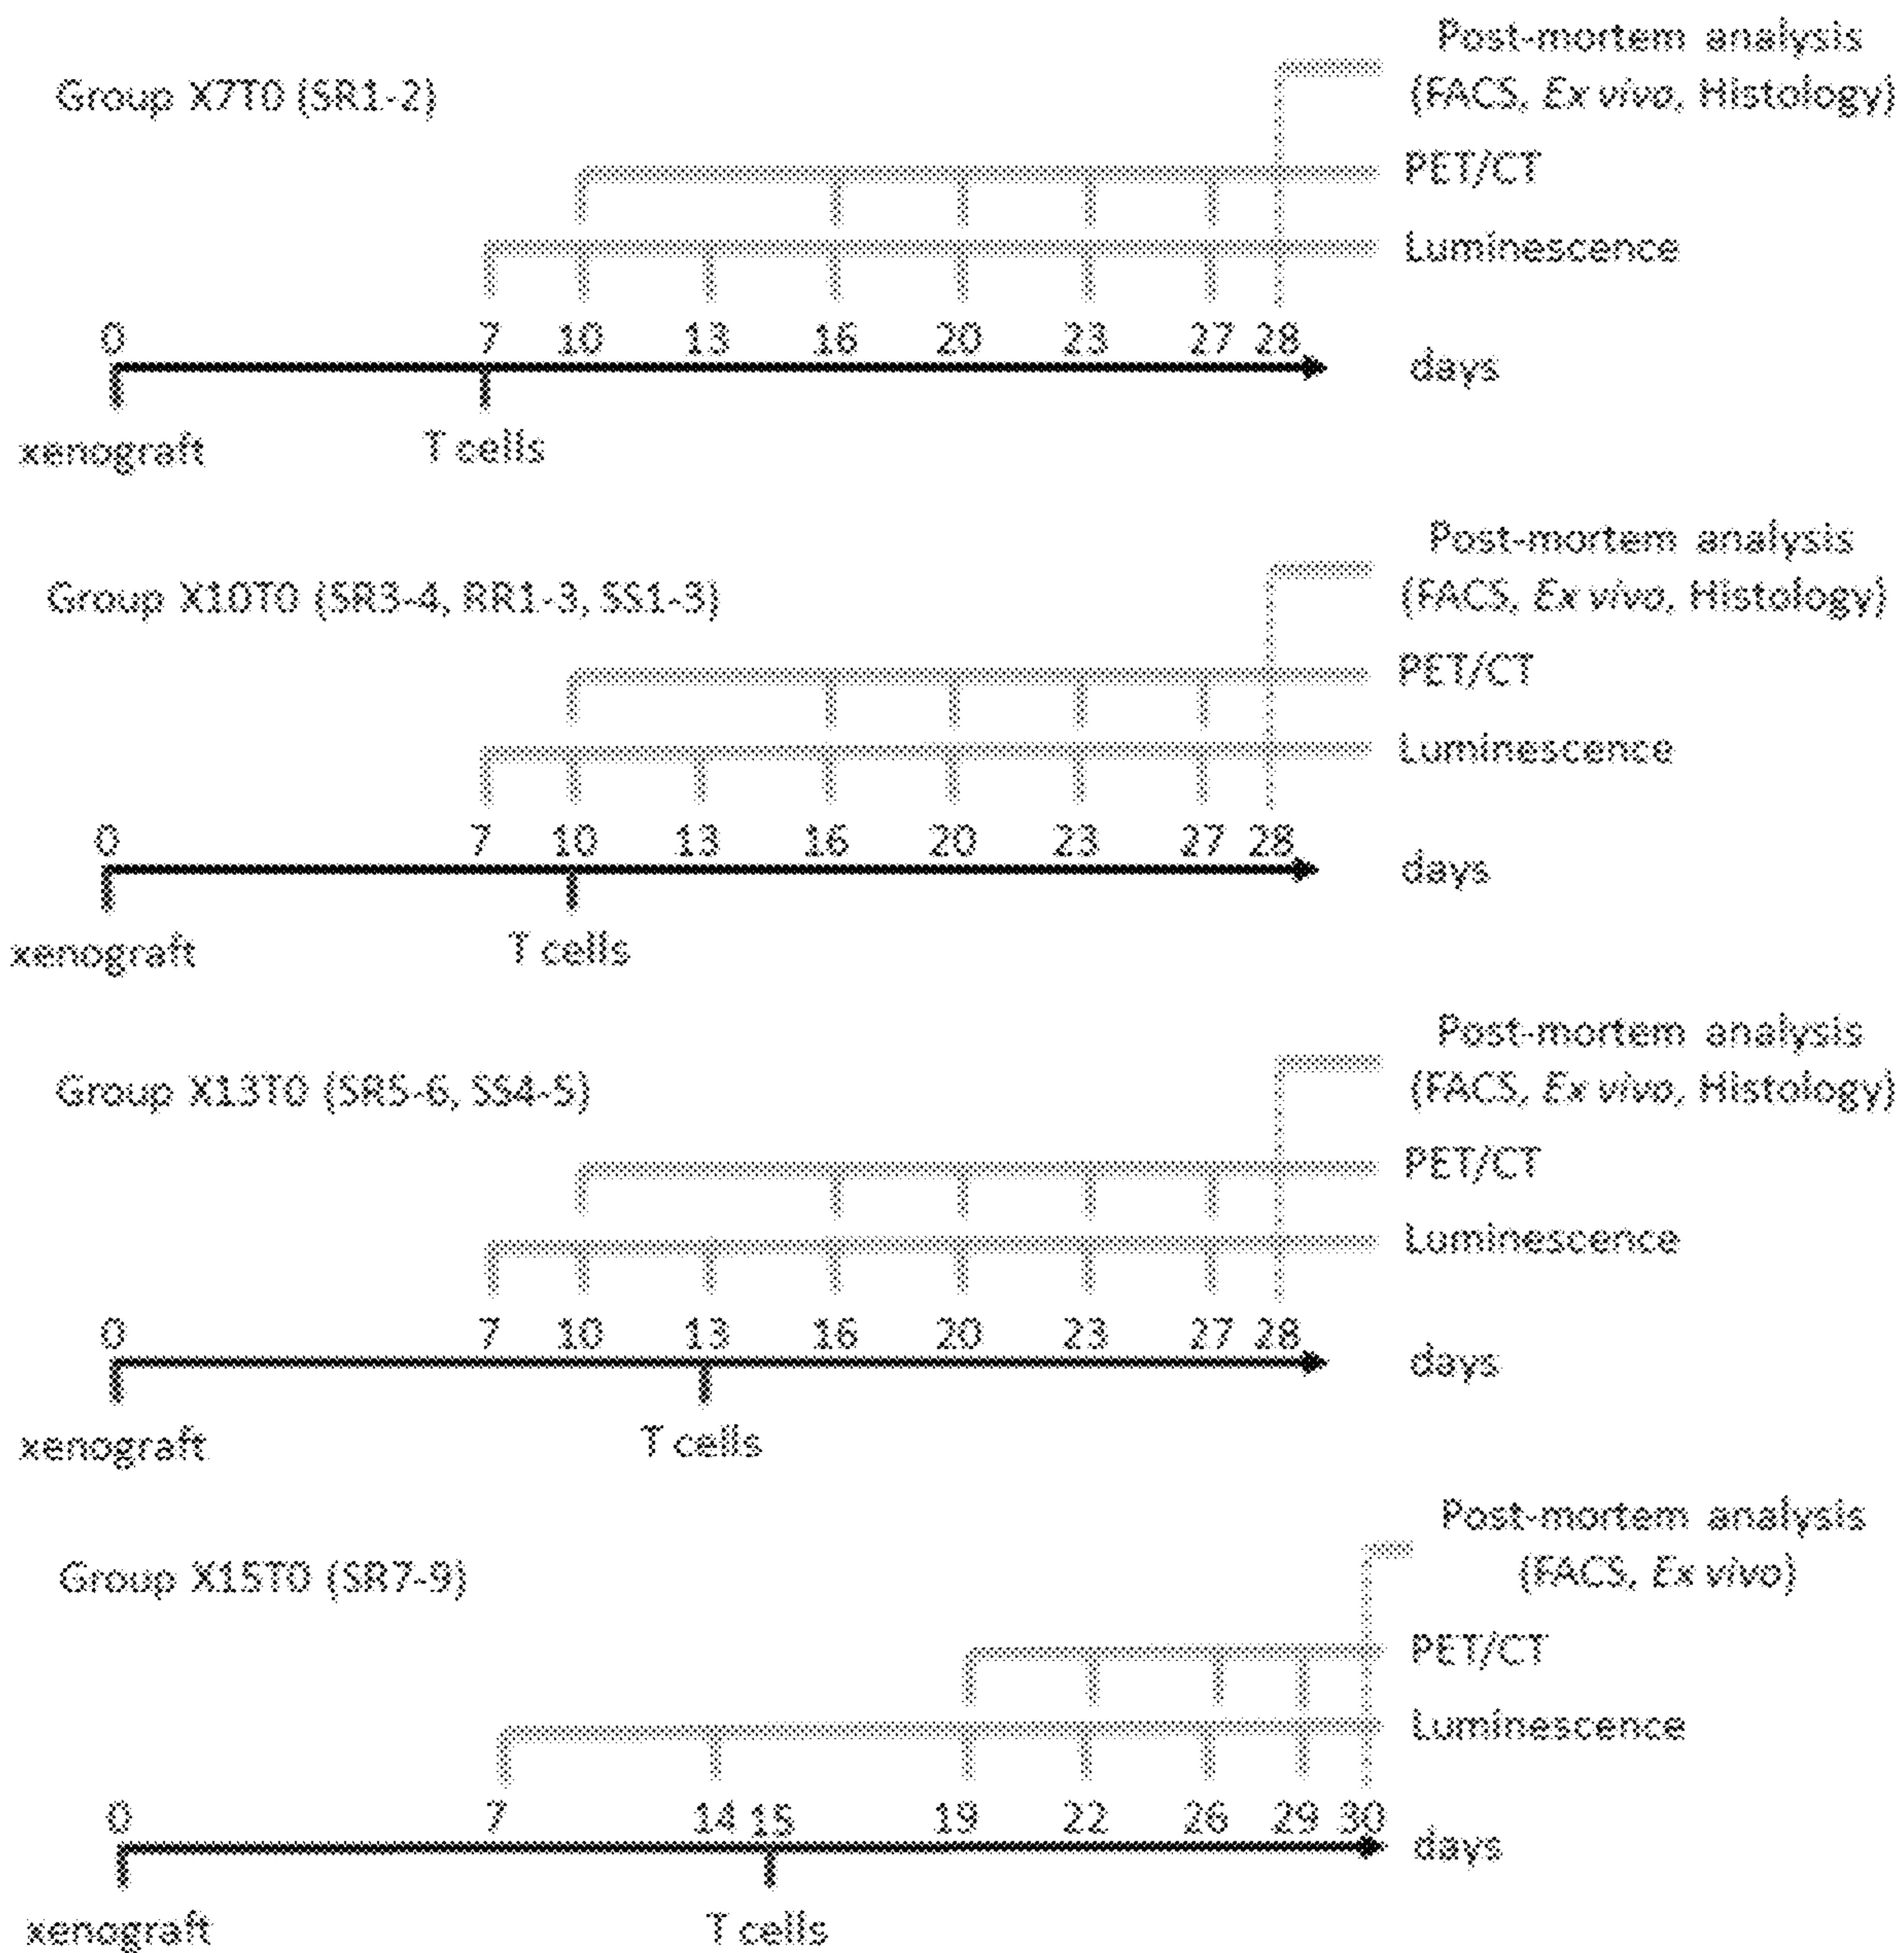 Post-mortem analysis
Group X7T0 (SR1-2)
(FACS, Ex vivo, Histology)
PET/CT
Luminescence
0 7 10 13 16 20 23 27 28
days
xenograft T cells
Post-mortem analysis
Group X10T0 (SR3-4, RR1-3, SS1-3)
(FACS, Ex vivo, Histology)
PET/CT
Luminescence
0 7 10 13 16 20 23 27 28
days
xenograft T cells
Post-mortem analysis
Group X13T0 (SR5-6, SS4-5)
(FACS, Ex vivo, Histology)
PET/CT
Luminescence
0 7 10 13 16 20 23 27 28
days
xenograft T cells
Post-mortem analysis
Group X15T0 (SR7-9)
(FACS, Ex vivo)
PET/CT
Luminescence
0 7 14 15 19 22 26 29 30
days
xenograft T cells